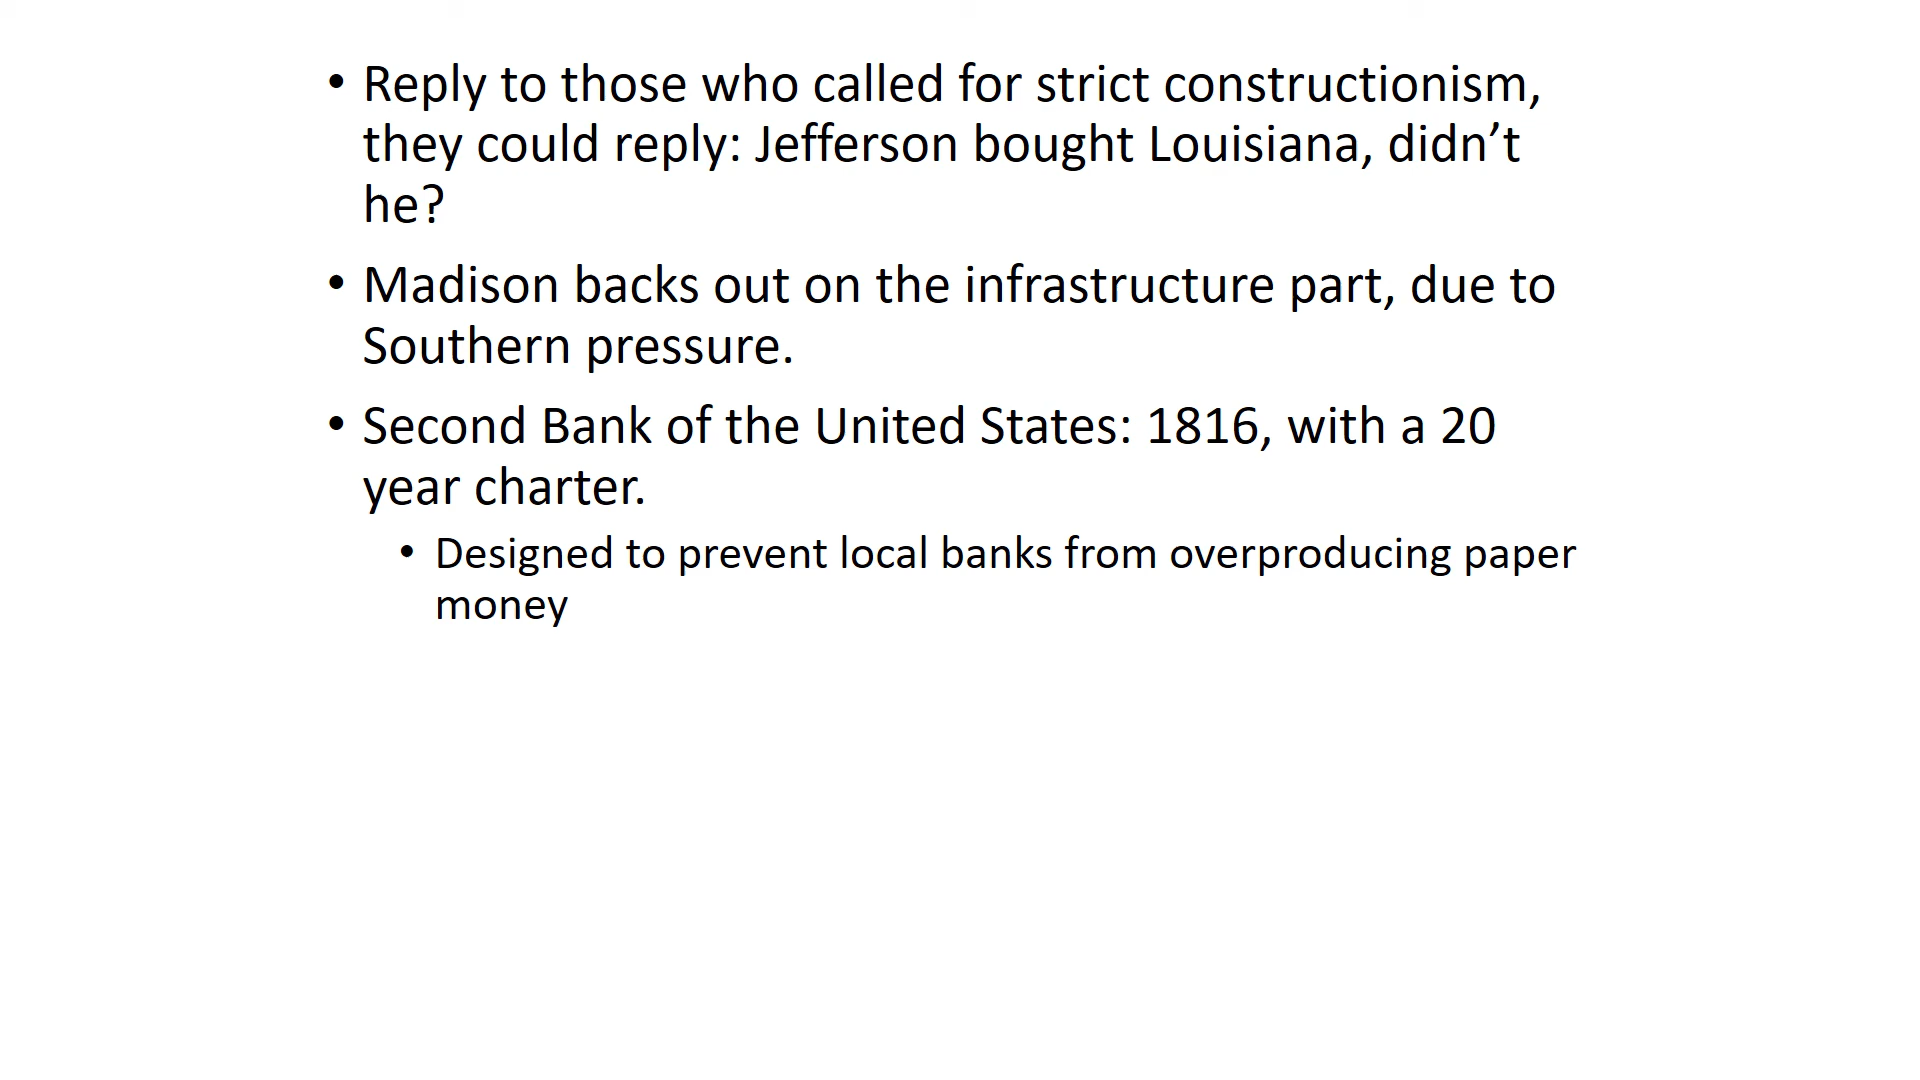 • Reply to those who called for strict constructionism,
they could reply: Jefferson bought Louisiana, didn’t
he?
• Madison backs out on the infrastructure part, due to
Southern pressure.
• Second Bank of the United States: 1816, with a 20
year charter.
• Designed to prevent local banks from overproducing paper
money